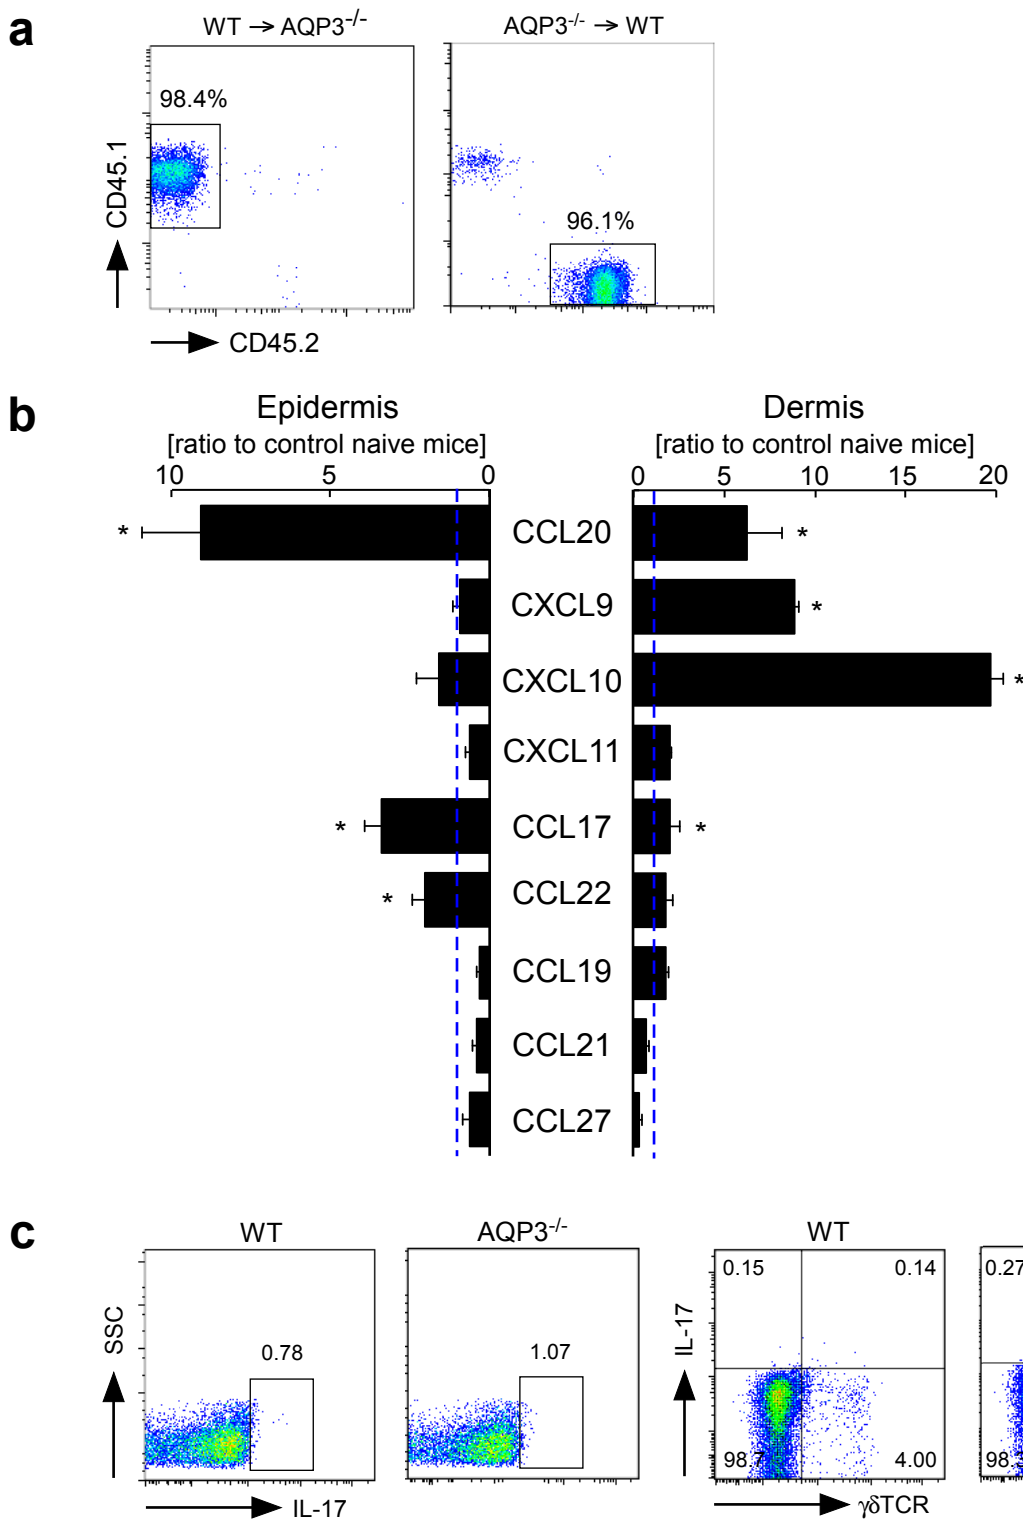 a
WT → AQP3-/-
AQP3-/- → WT
98.4%
96.1%
CD45.1
CD45.2
b
Epidermis
Dermis
[ratio to control naive mice]
[ratio to control naive mice]
10 5 0
0 5 10 15 20
* CCL20 *
CXCL9 *
CXCL10 *
CXCL11
* CCL17 *
* CCL22
CCL19
CCL21
CCL27
c
WT
AQP3-/-
WT
SSC
0.78
1.07
IL-17
IL-17
0.15 0.14
98.7 4.00
γδTCR
0.27